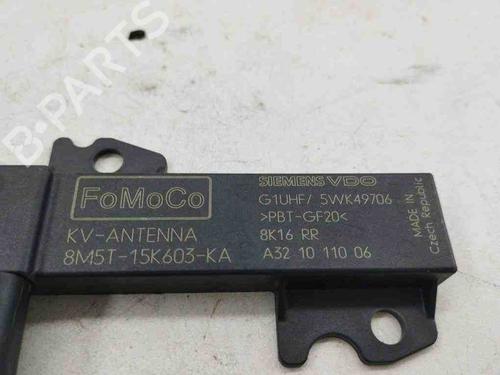 B-PARTS
FoMoCo
KV-ANTENNA
8M5T-15K603-KA
SIEMENS VDO
G1UHF/ 5WK49706
>PBT-GF20<
8K16 RR
A32 10 110 06
MADE IN
Czech Republic